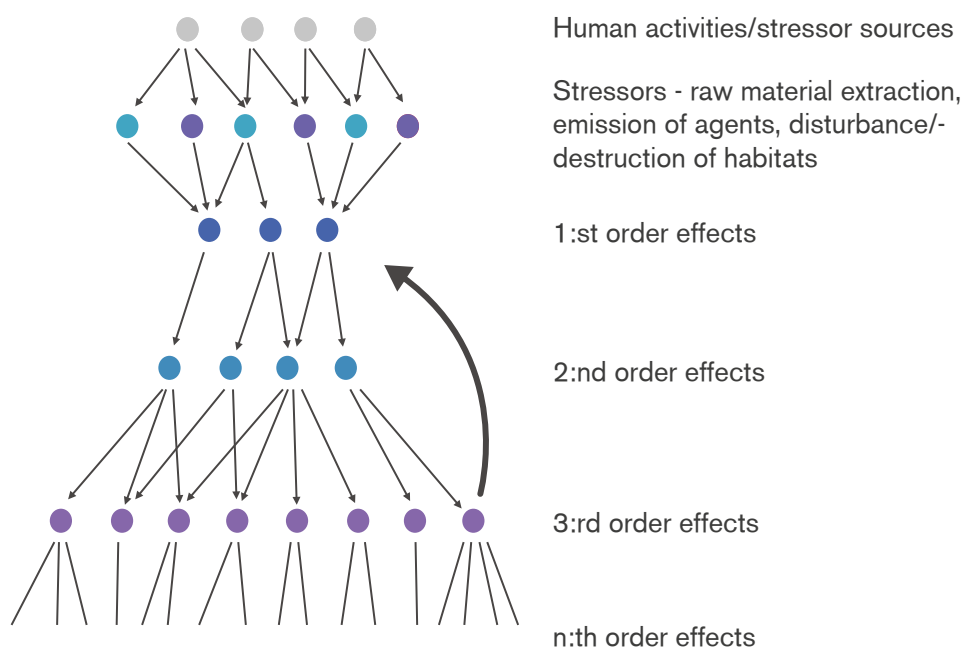 Human activities/stressor sources
Stressors - raw material extraction,
emission of agents, disturbance/-
destruction of habitats
1:st order effects
2:nd order effects
3:rd order effects
n:th order effects